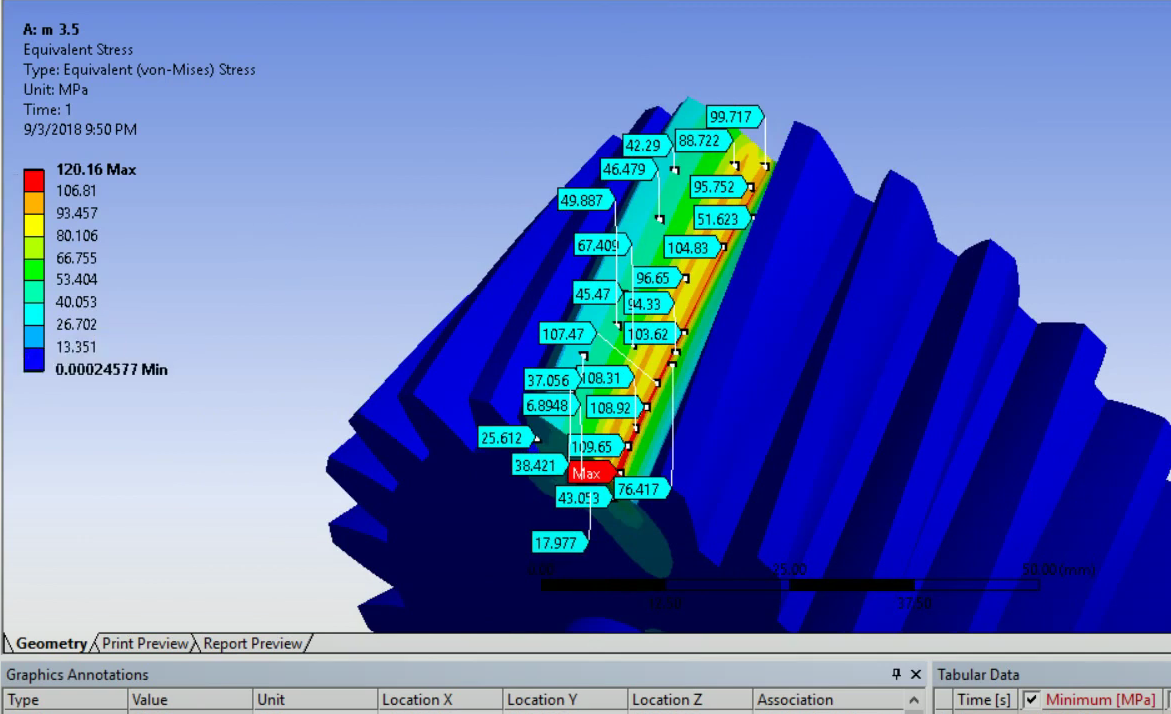 A: m 3.5
Equivalent Stress
Type: Equivalent (von-Mises) Stress
Unit: MPa
Time: 1
9/3/2018 9:50 PM
120.16 Max
106.81
93.457
80.106
66.755
53.404
40.053
26.702
13.351
0.00024577 Min
99.717
42.29
88.722
46.479
95.752
49.887
51.623
67.409
104.83
96.65
45.47
94.33
107.47
103.62
37.056
108.31
6.8948
108.92
25.612
109.65
38.421
Max
43.053
76.417
17.977
0.00
25.00
50.00 (mm)
12.50
37.50
Geometry
Print Preview
Report Preview
Graphics Annotations
Tabular Data
Type Value Unit Location X Location Y Location Z Association
Time [s] Minimum [MPa]